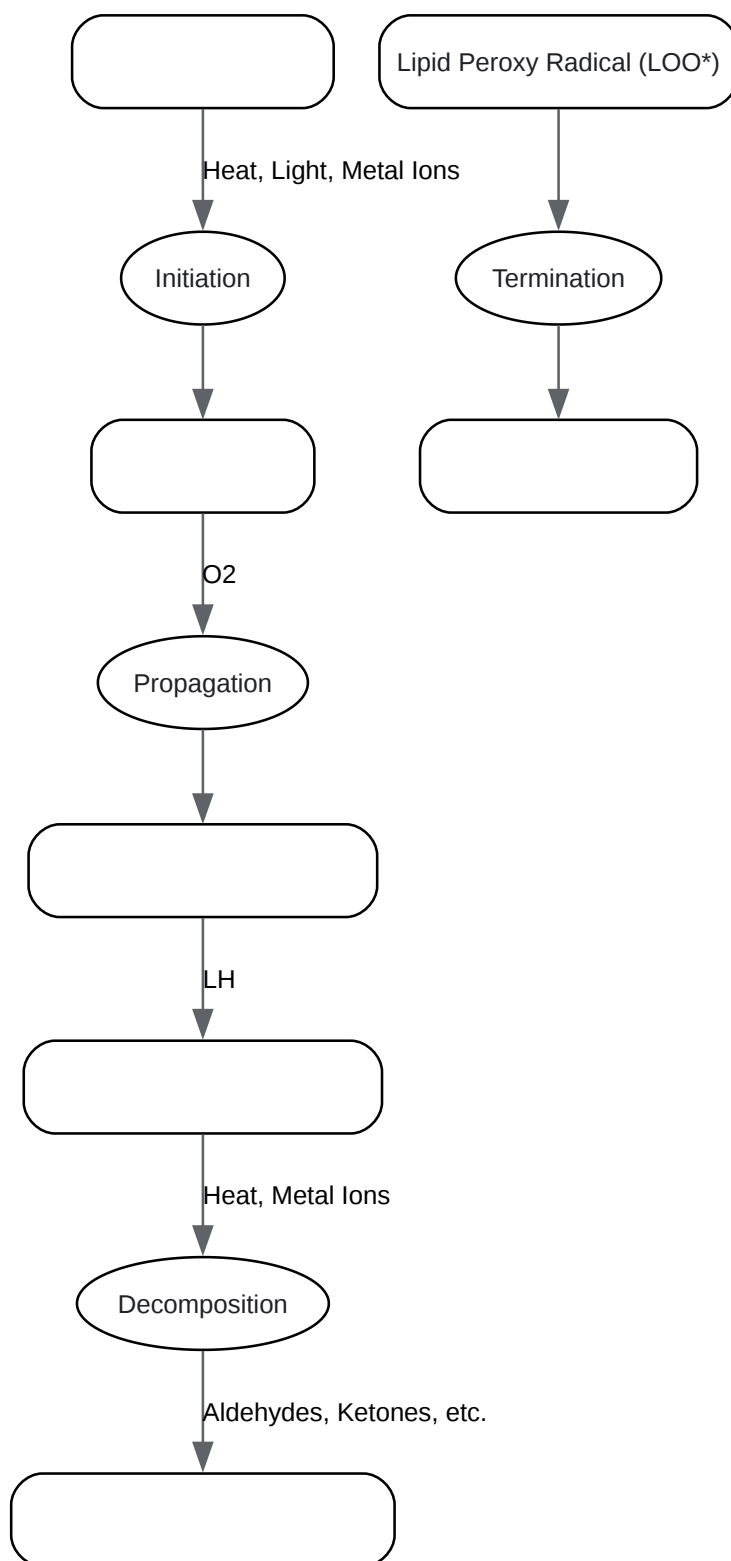 Lipid Peroxy Radical (LOO*)
Heat, Light, Metal Ions
Initiation
Termination
O2
Propagation
LH
Heat, Metal Ions
Decomposition
Aldehydes, Ketones, etc.